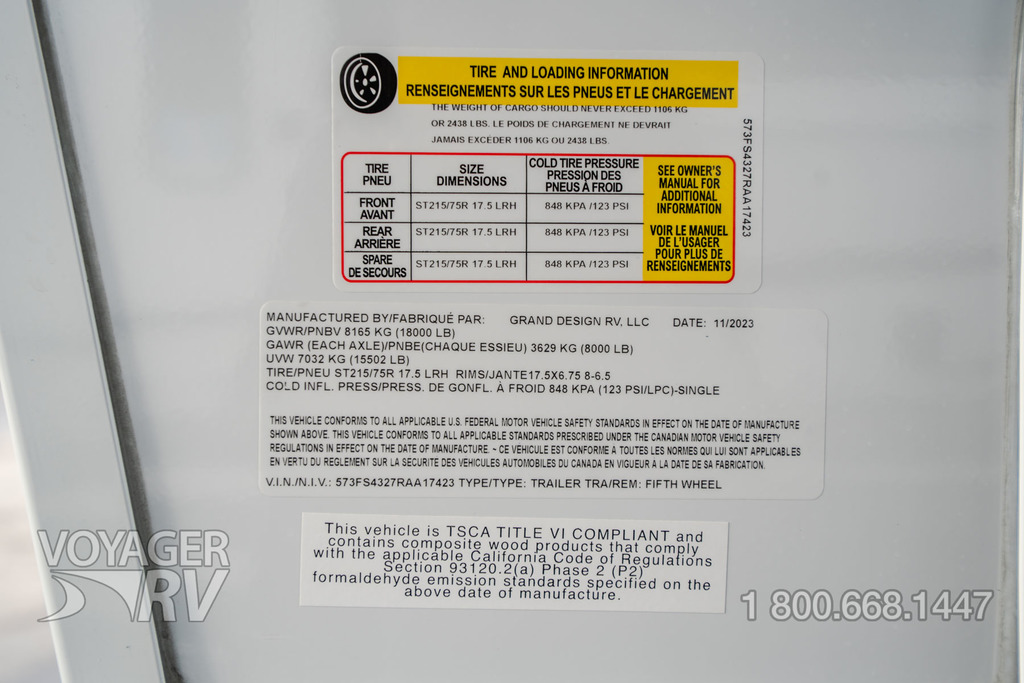 TIRE AND LOADING INFORMATION
RENSEIGNEMENTS SUR LES PNEUS ET LE CHARGEMENT
THE WEIGHT OF CARGO SHOULD NEVER EXCEED 1106 KG
OR 2438 LBS. LE POIDS DE CHARGEMENT NE DEVRAIT
JAMAIS EXCÉDER 1106 KG OU 2438 LBS.
573FS4327RAA17423
TIRE
PNEU
SIZE
DIMENSIONS
COLD TIRE PRESSURE
PRESSION DES
PNEUS À FROID
FRONT
AVANT
ST215/75R 17.5 LRH
848 KPA /123 PSI
REAR
ARRIÈRE
ST215/75R 17.5 LRH
848 KPA /123 PSI
SPARE
DE SECOURS
ST215/75R 17.5 LRH
848 KPA /123 PSI
SEE OWNER'S
MANUAL FOR
ADDITIONAL
INFORMATION
VOIR LE MANUEL
DE L'USAGER
POUR PLUS DE
RENSEIGNEMENTS
MANUFACTURED BY/FABRIQUÉ PAR: GRAND DESIGN RV, LLC DATE: 11/2023
GVWR/PNBV 8165 KG (18000 LB)
GAWR (EACH AXLE)/PNBE(CHAQUE ESSIEU) 3629 KG (8000 LB)
UVW 7032 KG (15502 LB)
TIRE/PNEU ST215/75R 17.5 LRH RIMS/JANTE17.5X6.75 8-6.5
COLD INFL. PRESS/PRESS. DE GONFL. À FROID 848 KPA (123 PSI/LPC)-SINGLE
THIS VEHICLE CONFORMS TO ALL APPLICABLE U.S. FEDERAL MOTOR VEHICLE SAFETY STANDARDS IN EFFECT ON THE DATE OF MANUFACTURE
SHOWN ABOVE. THIS VEHICLE CONFORMS TO ALL APPLICABLE STANDARDS PRESCRIBED UNDER THE CANADIAN MOTOR VEHICLE SAFETY
REGULATIONS IN EFFECT ON THE DATE OF MANUFACTURE. ~ CE VEHICULE EST CONFORME A TOUTES LES NORMES QUI LUI SONT APPLICABLES
EN VERTU DU REGLEMENT SUR LA SECURITE DES VEHICULES AUTOMOBILES DU CANADA EN VIGUEUR A LA DATE DE SA FABRICATION.
V.I.N./N.I.V.: 573FS4327RAA17423 TYPE/TYPE: TRAILER TRA/REM: FIFTH WHEEL
This vehicle is TSCA TITLE VI COMPLIANT and
contains composite wood products that comply
with the applicable California Code of Regulations
Section 93120.2(a) Phase 2 (P2)
formaldehyde emission standards specified on the
above date of manufacture.
VOYAGER
RV
1 800.668.1447